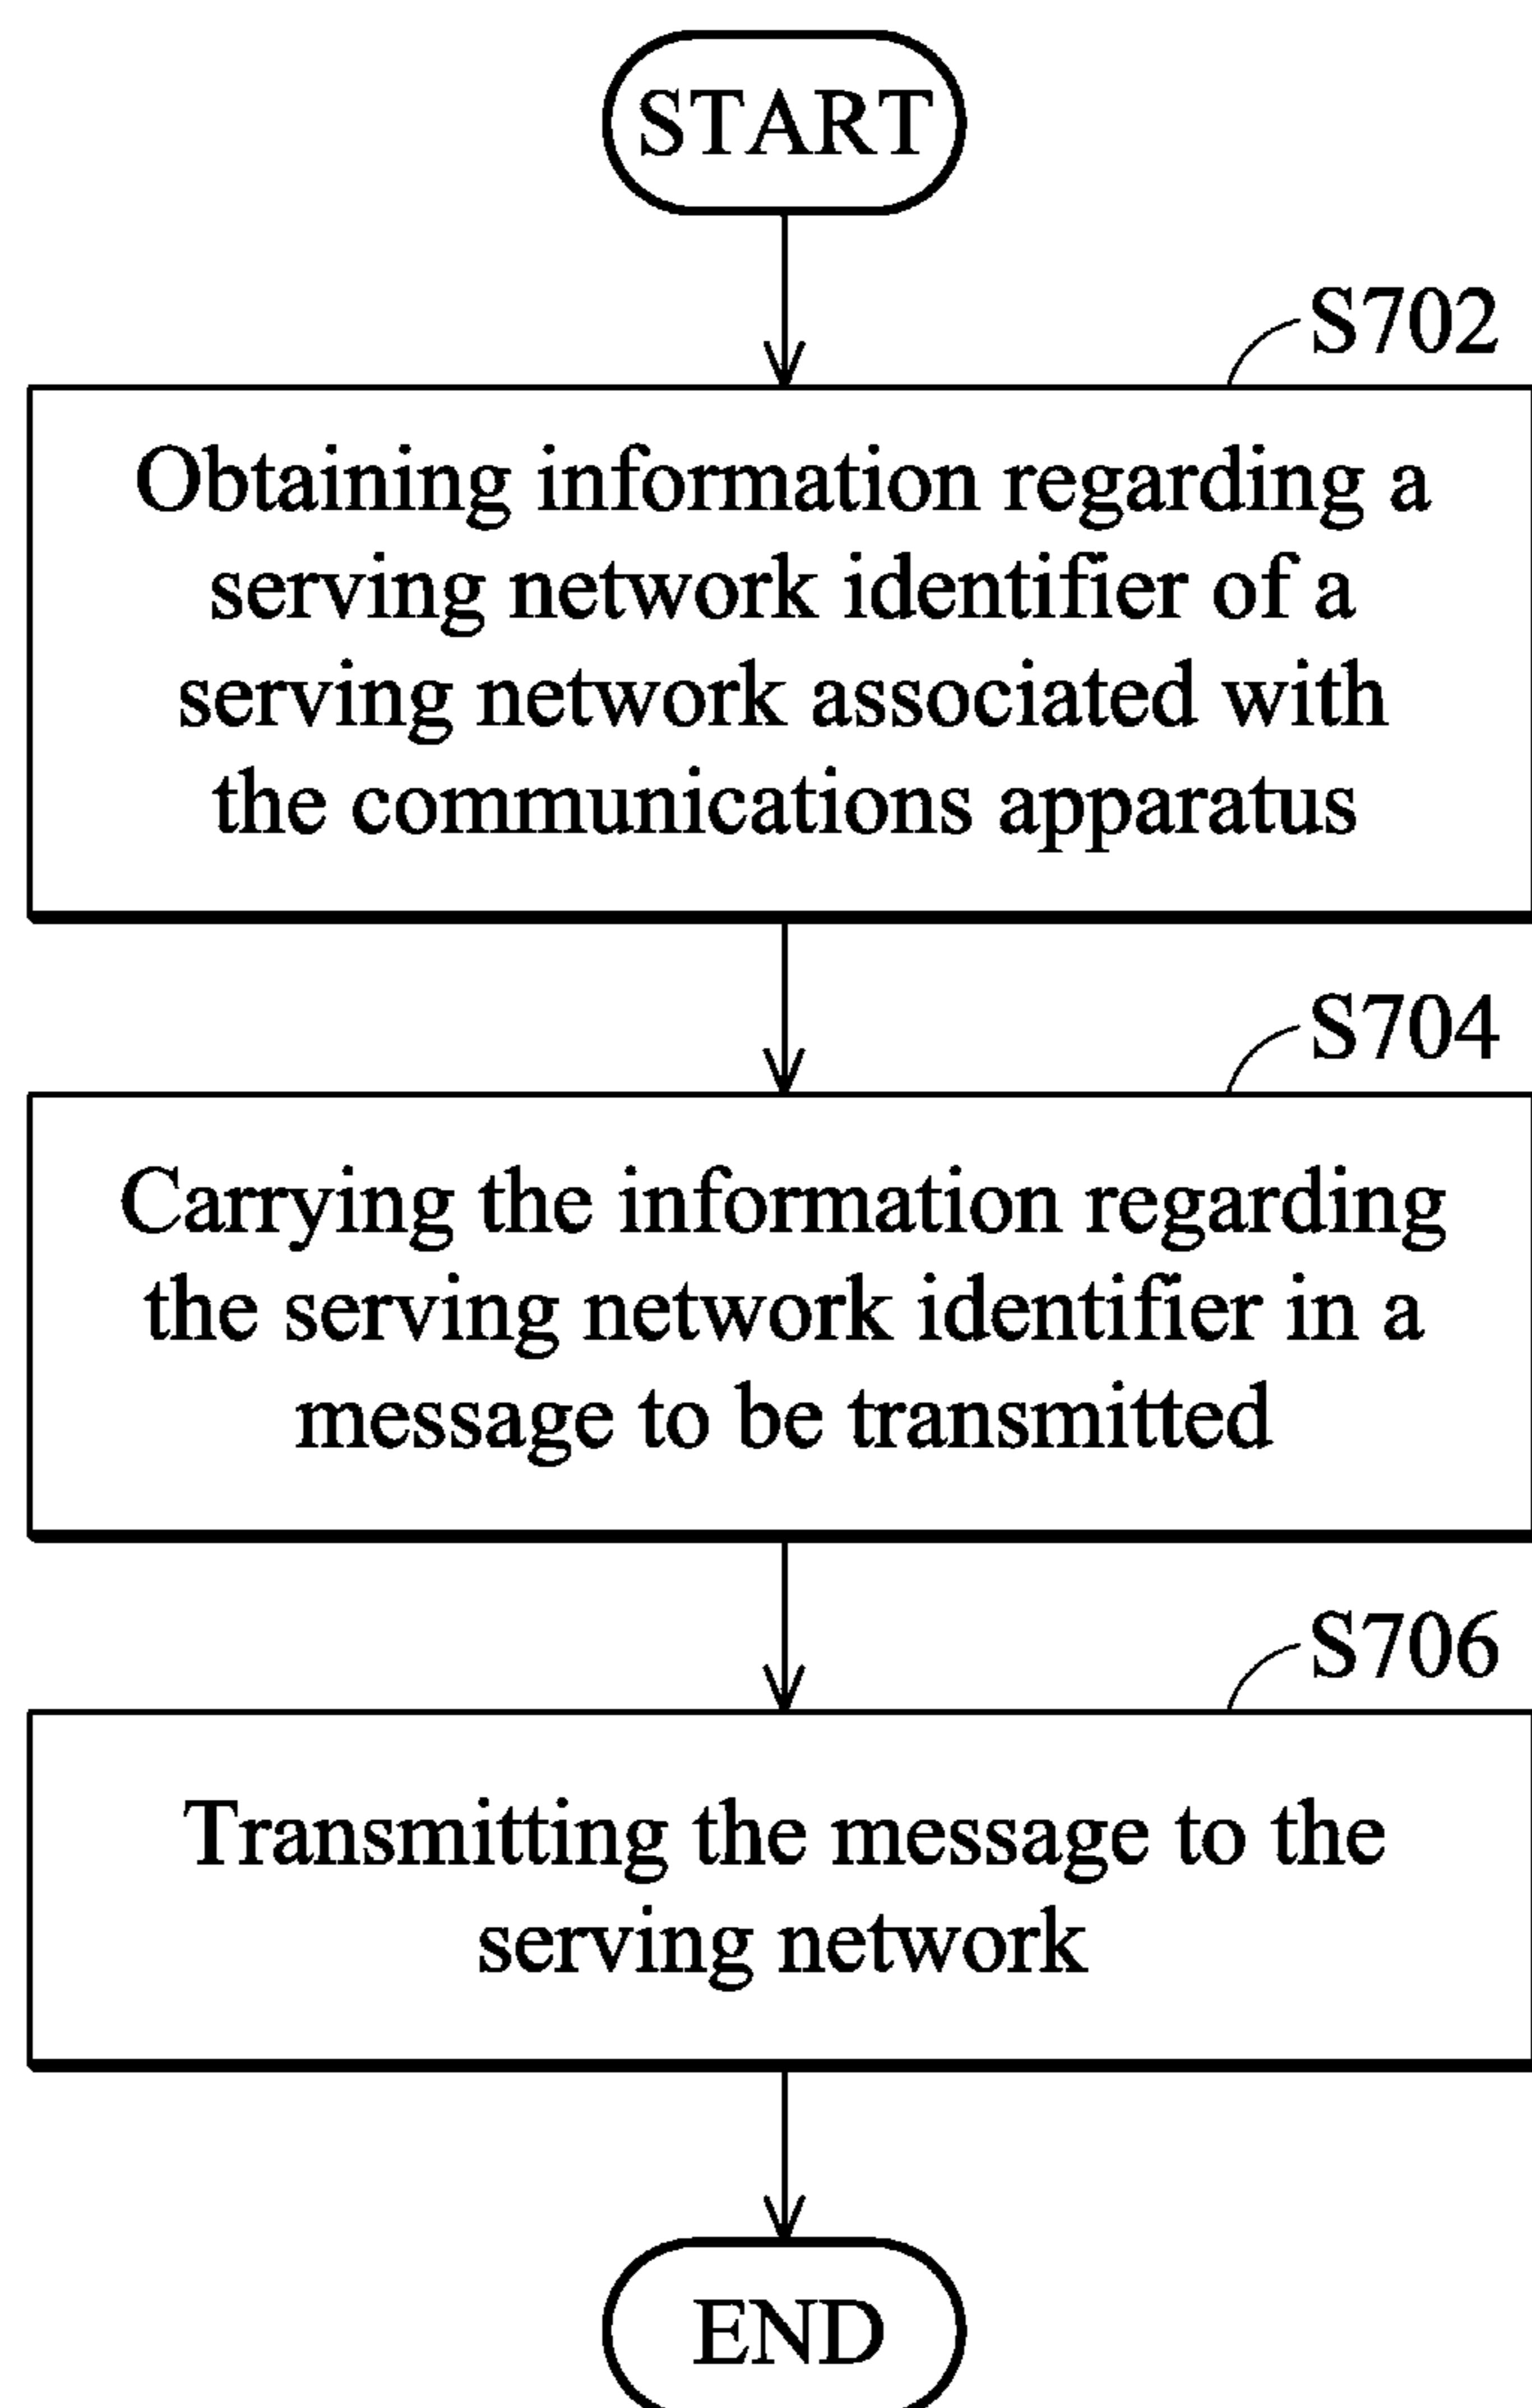 START
S702
Obtaining information regarding a
serving network identifier of a
serving network associated with
the communications apparatus
S704
Carrying the information regarding
the serving network identifier in a
message to be transmitted
S706
Transmitting the message to the
serving network
END